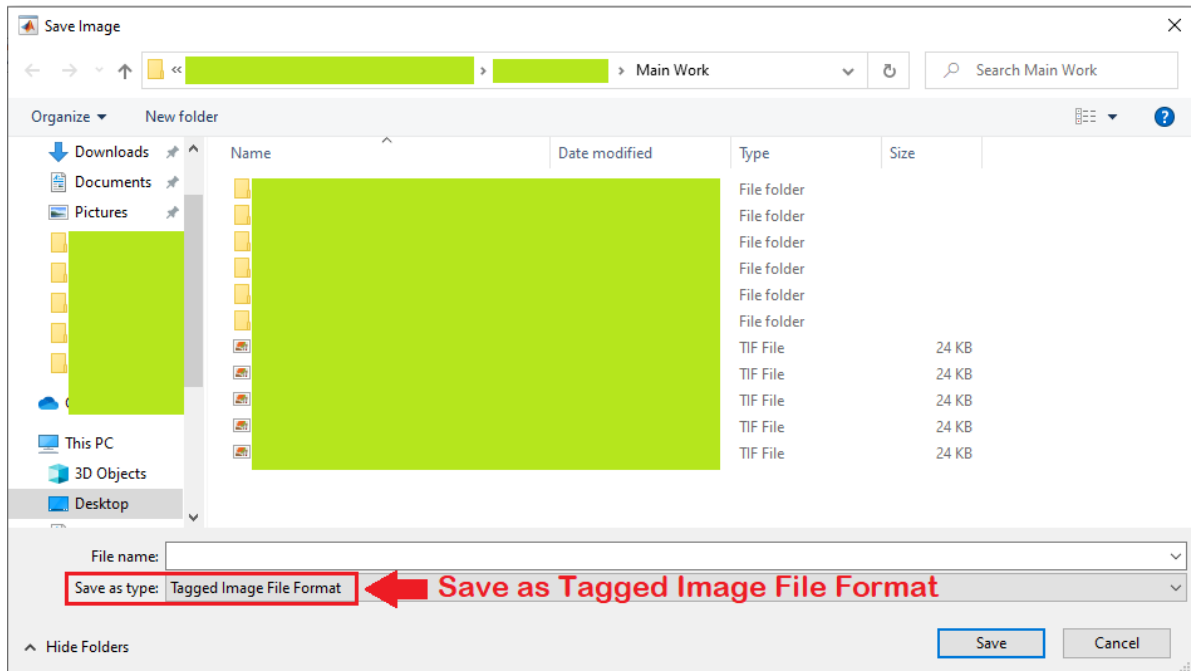 Save Image
« › › Main Work
Search Main Work
Organize
New folder
?
Name
Date modified
Type
Size
Downloads
Documents
Pictures
This PC
3D Objects
Desktop
File folder
File folder
File folder
File folder
File folder
File folder
TIF File 24 KB
TIF File 24 KB
TIF File 24 KB
TIF File 24 KB
TIF File 24 KB
File name:
Save as type: Tagged Image File Format
Save as Tagged Image File Format
Hide Folders
Save
Cancel